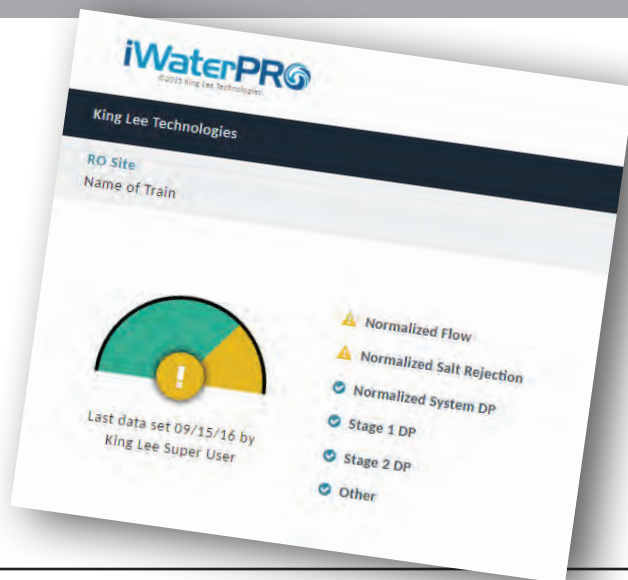 iWaterPRO
©2015 King Lee Technologies
King Lee Technologies
RO Site
Name of Train
!
Normalized Flow
Normalized Salt Rejection
Normalized System DP
Stage 1 DP
Stage 2 DP
Other
Last data set 09/15/16 by
King Lee Super User